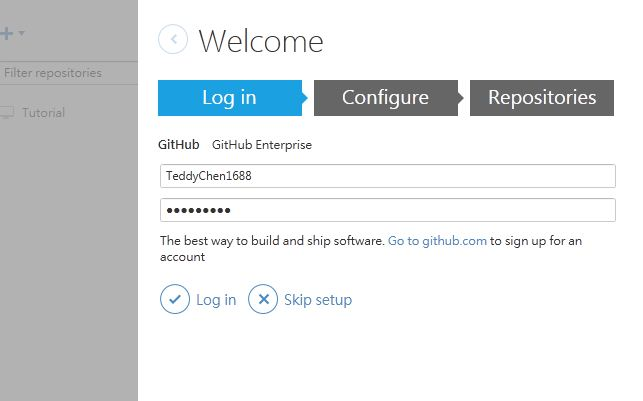 Welcome
Filter repositories
Tutorial
Log in
Configure
Repositories
GitHub
GitHub Enterprise
TeddyChen1688
•••••••••
The best way to build and ship software. Go to github.com to sign up for an
account
Log in
Skip setup